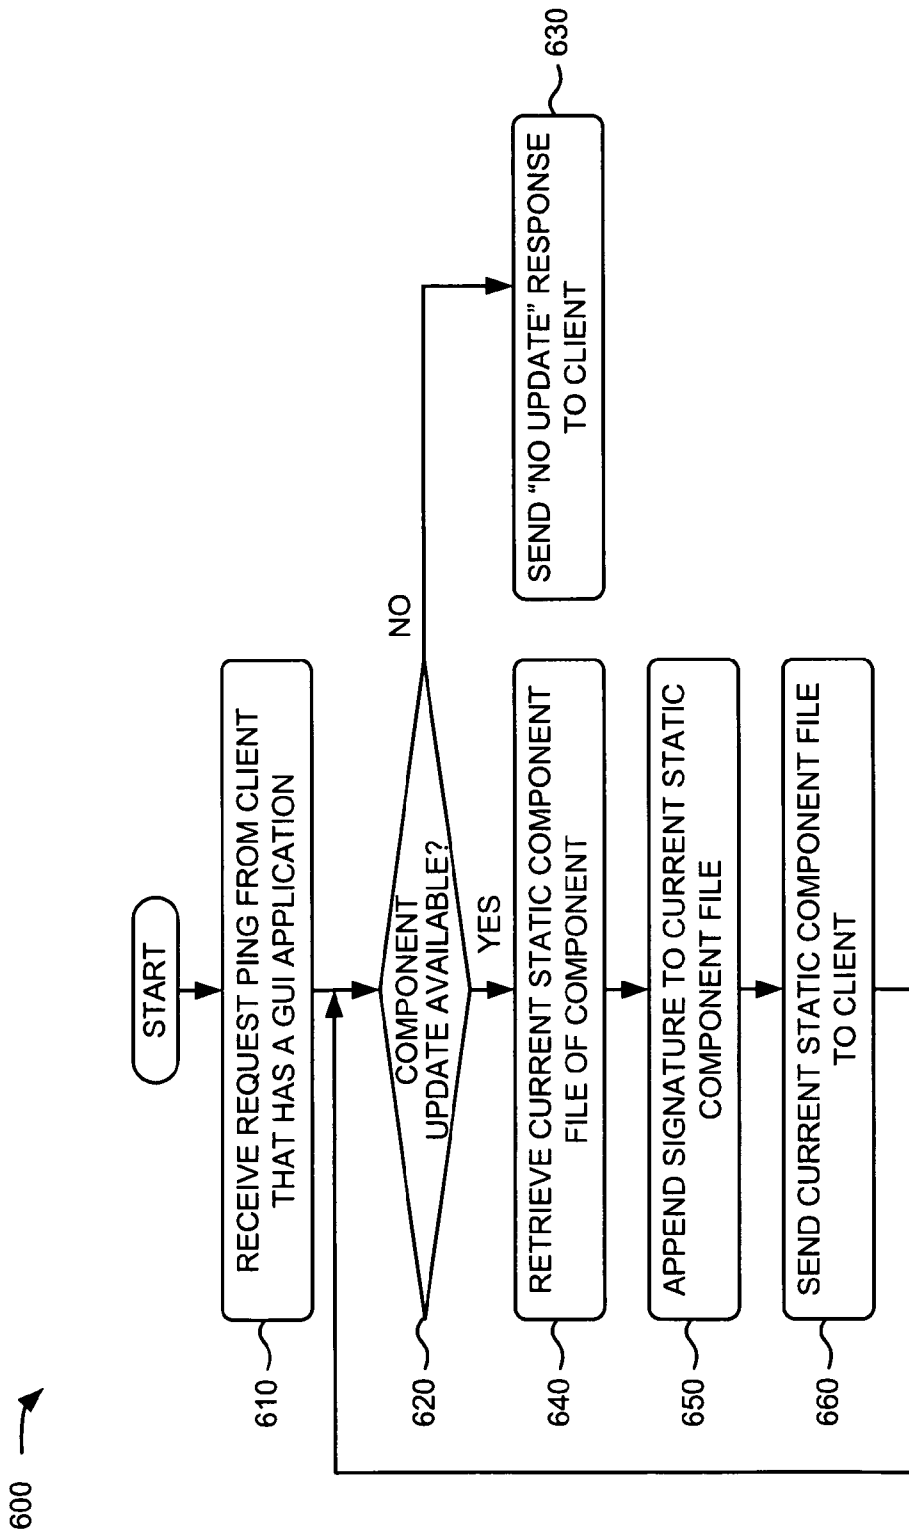 600
START
RECEIVE REQUEST PING FROM CLIENT
THAT HAS A GUI APPLICATION
610
COMPONENT
UPDATE AVAILABLE?
620
NO
YES
SEND “NO UPDATE” RESPONSE
TO CLIENT
630
RETRIEVE CURRENT STATIC COMPONENT
FILE OF COMPONENT
640
APPEND SIGNATURE TO CURRENT STATIC
COMPONENT FILE
650
SEND CURRENT STATIC COMPONENT FILE
TO CLIENT
660